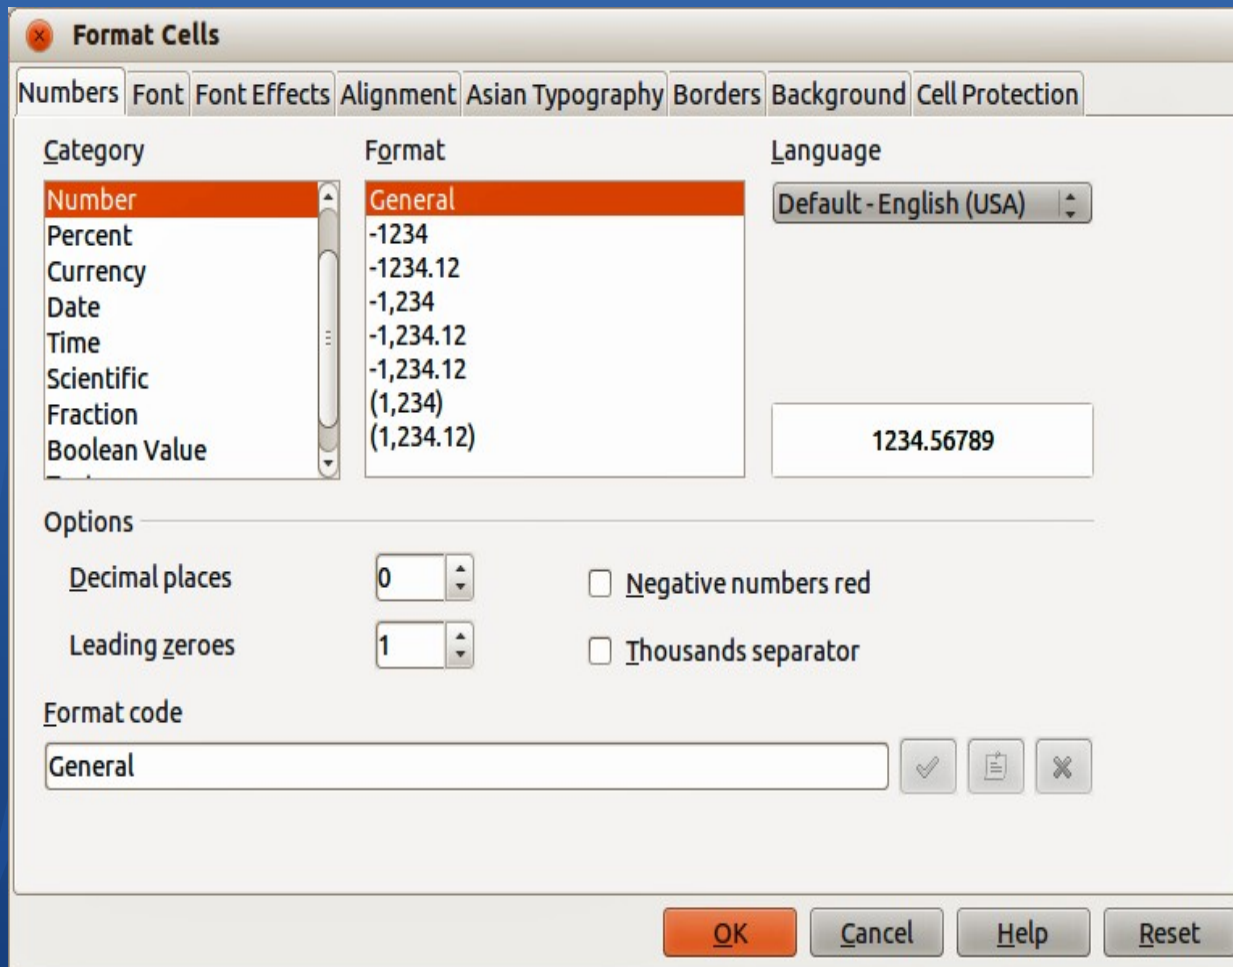 Format Cells
Numbers Font Font Effects Alignment Asian Typography Borders Background Cell Protection
Category
Number
Percent
Currency
Date
Time
Scientific
Fraction
Boolean Value
Format
General
-1234
-1234.12
-1,234
-1,234.12
-1,234.12
(1,234)
(1,234.12)
Language
Default - English (USA)
1234.56789
Options
Decimal places 0
Negative numbers red
Leading zeroes 1
Thousands separator
Format code
General
OK Cancel Help Reset